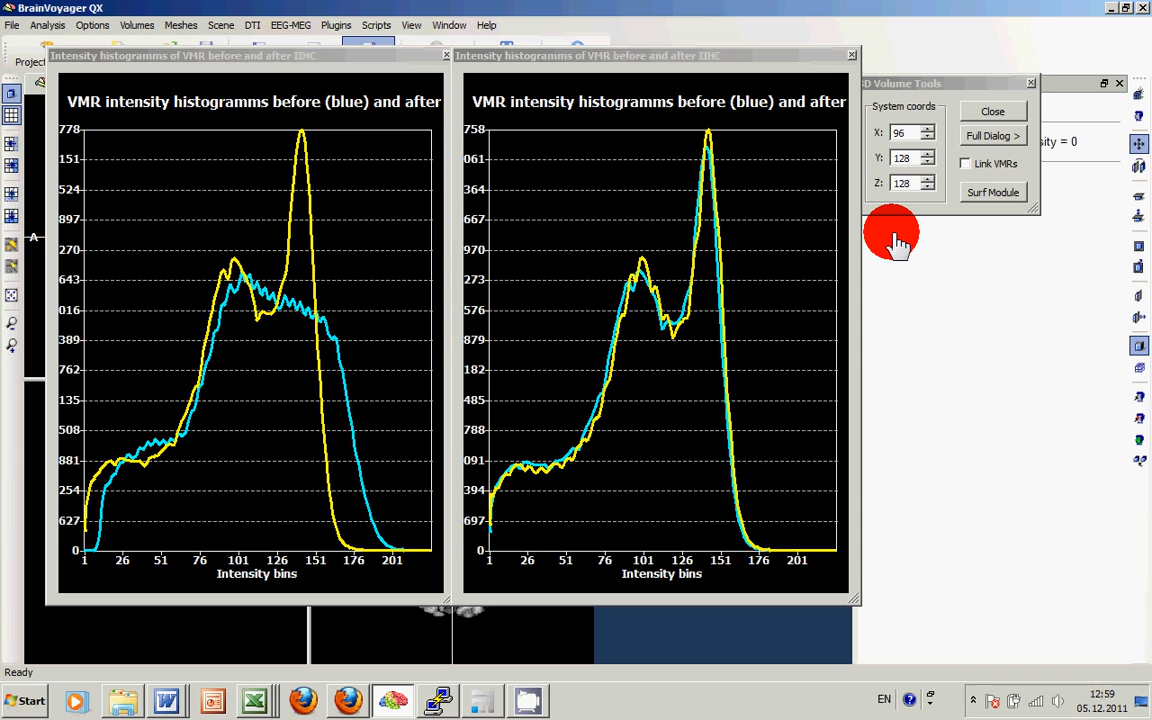 BrainVoyager QX
File Analysis Options Volumes Meshes Scene DTI EEG-MEG Plugins Scripts View Window Help
Project
Intensity histogramms of VMR before and after IIHC
Intensity histogramms of VMR before and after IIHC
VMR intensity histogramms before (blue) and after
778
151
524
897
270
643
016
389
762
135
508
881
254
627
0
1 26 51 76 101 126 151 176 201
Intensity bins
VMR intensity histogramms before (blue) and after
758
061
364
667
970
273
576
879
182
485
788
091
394
697
0
1 26 51 76 101 126 151 176 201
Intensity bins
3D Volume Tools
System coords
X: 96
Y: 128
Z: 128
Close
Full Dialog >
Link VMRs
Surf Module
sity = 0
A
Ready
Start
EN
12:59
05.12.2011